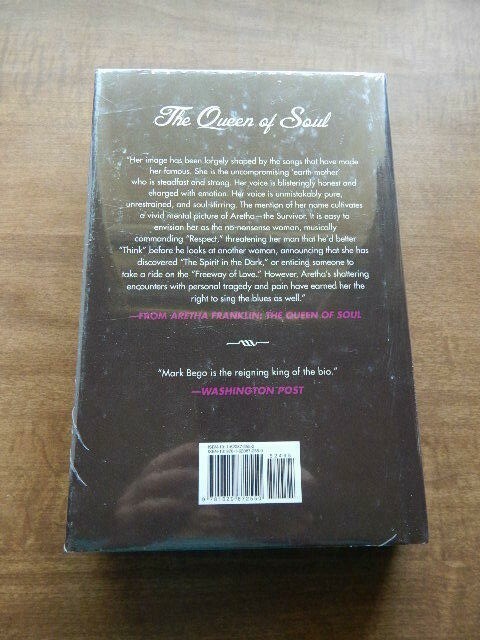 The Queen of Soul
"Her image has been largely shaped by the songs that have made
her famous. She is the uncompromising 'earth mother'
who is steadfast and strong. Her voice is blisteringly honest and
charged with emotion. Her voice is unmistakably pure,
unrestrained, and soul-stirring. The mention of her name cultivates
a vivid mental picture of Aretha—the Survivor. It is easy to
envision her as the no-nonsense woman, musically
commanding "Respect," threatening her man that he'd better
"Think" before he looks at another woman, announcing that she has
discovered "The Spirit in the Dark," or enticing someone to
take a ride on the "Freeway of Love." However, Aretha's shattering
encounters with personal tragedy and pain have earned her the
right to sing the blues as well."
—FROM ARETHA FRANKLIN: THE QUEEN OF SOUL
"Mark Bego is the reigning king of the bio."
—WASHINGTON POST